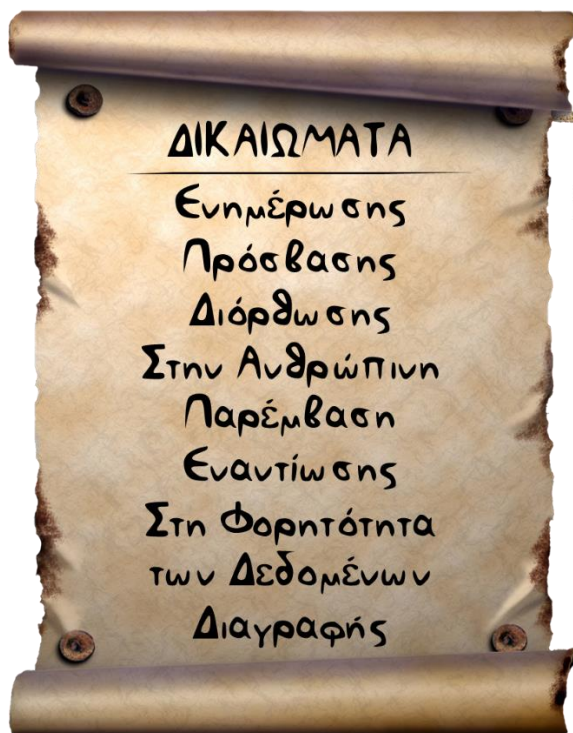 ΔΙΚΑΙΩΜΑΤΑ
Ενημέρωσης
Πρόσβασης
Διόρθωσης
Στην Ανθρώπινη
Παρέμβαση
Εναντίωσης
Στη Φορητότητα
των Δεδομένων
Διαγραφής